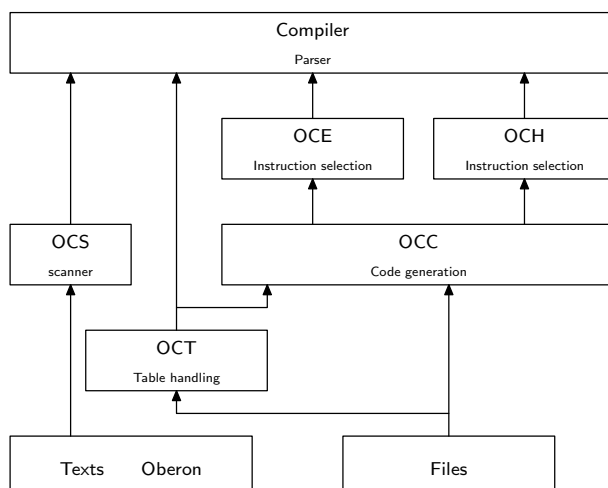 Compiler
Parser
OCE
Instruction selection
OCH
Instruction selection
OCS
scanner
OCC
Code generation
OCT
Table handling
Texts Oberon
Files